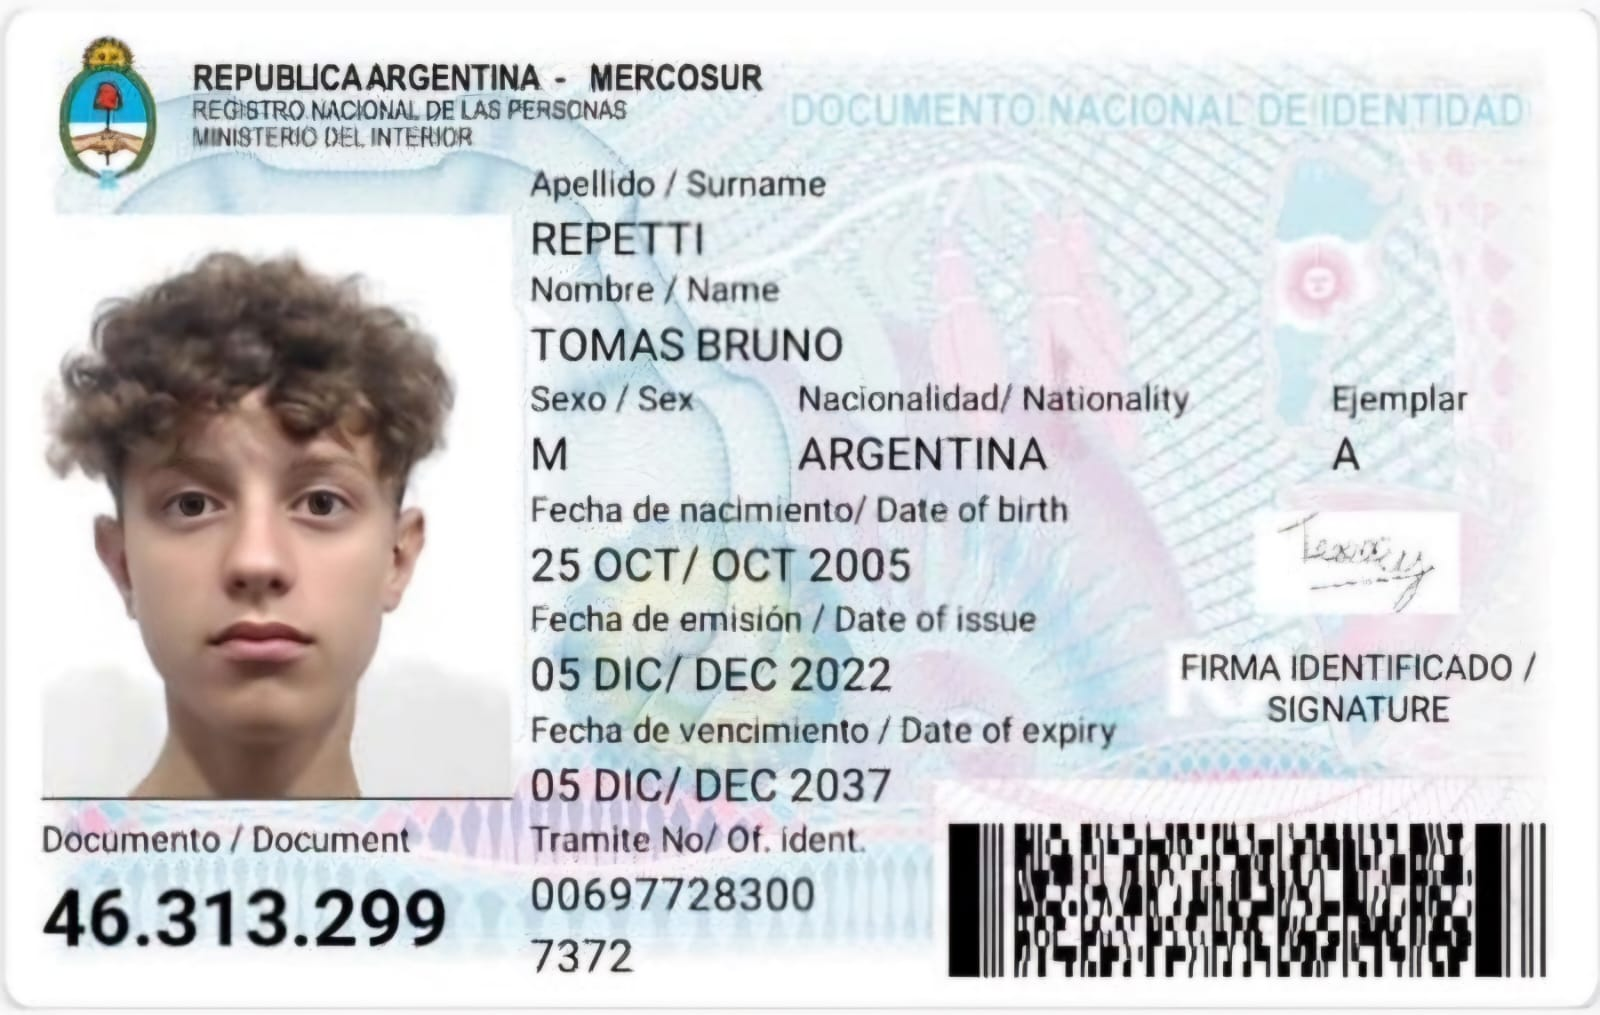 REPUBLICA ARGENTINA - MERCOSUR
REGISTRO NACIONAL DE LAS PERSONAS
MINISTERIO DEL INTERIOR
DOCUMENTO NACIONAL DE IDENTIDAD
Apellido / Surname
REPETTI
Nombre / Name
TOMAS BRUNO
Sexo / Sex Nacionalidad/ Nationality Ejemplar
M ARGENTINA A
Fecha de nacimiento/ Date of birth
25 OCT/ OCT 2005
Fecha de emisión / Date of issue
05 DIC/ DEC 2022
FIRMA IDENTIFICADO /
SIGNATURE
Fecha de vencimiento / Date of expiry
05 DIC/ DEC 2037
Documento / Document
46.313.299
Tramite No/ Of. ident.
00697728300
7372